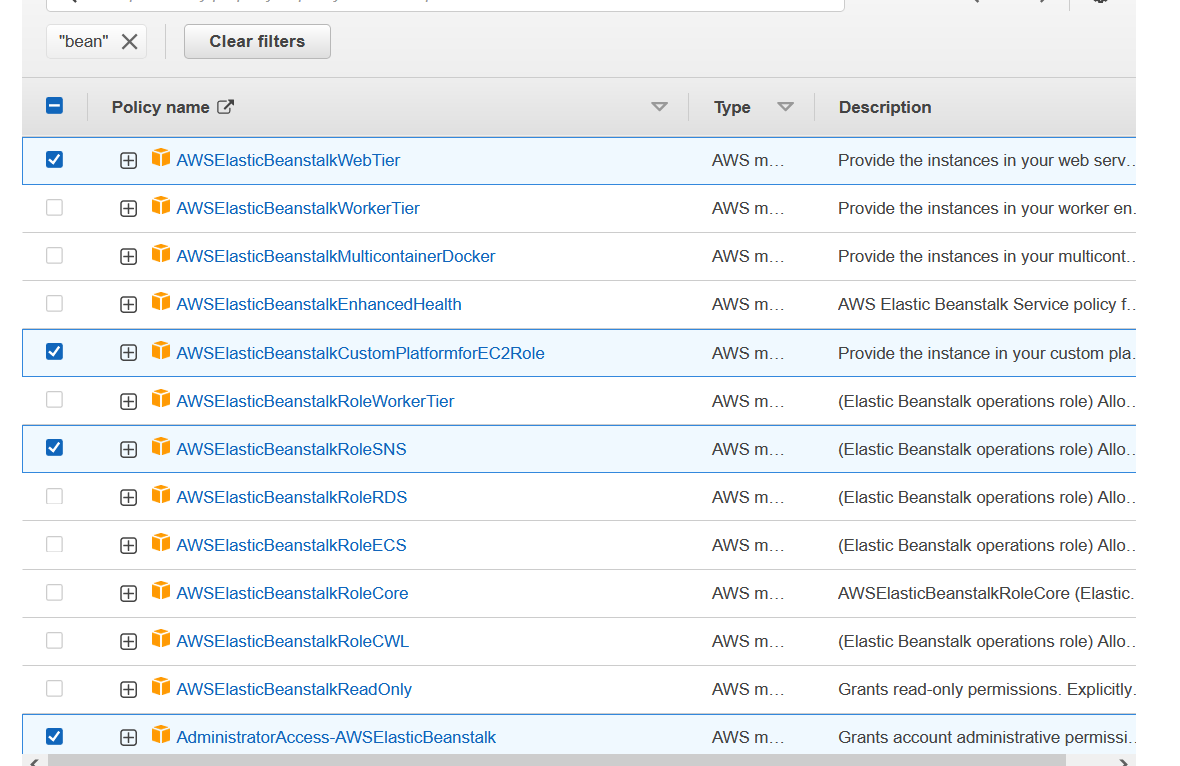 "bean"
Clear filters
Policy name Type Description
AWSElasticBeanstalkWebTier AWS m... Provide the instances in your web serv...
AWSElasticBeanstalkWorkerTier AWS m... Provide the instances in your worker en.
AWSElasticBeanstalkMulticontainerDocker AWS m... Provide the instances in your multicont...
AWSElasticBeanstalkEnhancedHealth AWS m... AWS Elastic Beanstalk Service policy f...
AWSElasticBeanstalkCustomPlatformforEC2Role AWS m... Provide the instance in your custom pla.
AWSElasticBeanstalkRoleWorkerTier AWS m... (Elastic Beanstalk operations role) Allo...
AWSElasticBeanstalkRoleSNS AWS m... (Elastic Beanstalk operations role) Allo...
AWSElasticBeanstalkRoleRDS AWS m... (Elastic Beanstalk operations role) Allo...
AWSElasticBeanstalkRoleECS AWS m... (Elastic Beanstalk operations role) Allo...
AWSElasticBeanstalkRoleCore AWS m... AWSElasticBeanstalkRoleCore (Elastic.
AWSElasticBeanstalkRoleCWL AWS m... (Elastic Beanstalk operations role) Allo...
AWSElasticBeanstalkReadOnly AWS m... Grants read-only permissions. Explicitly.
AdministratorAccess-AWSElasticBeanstalk AWS m... Grants account administrative permissi...